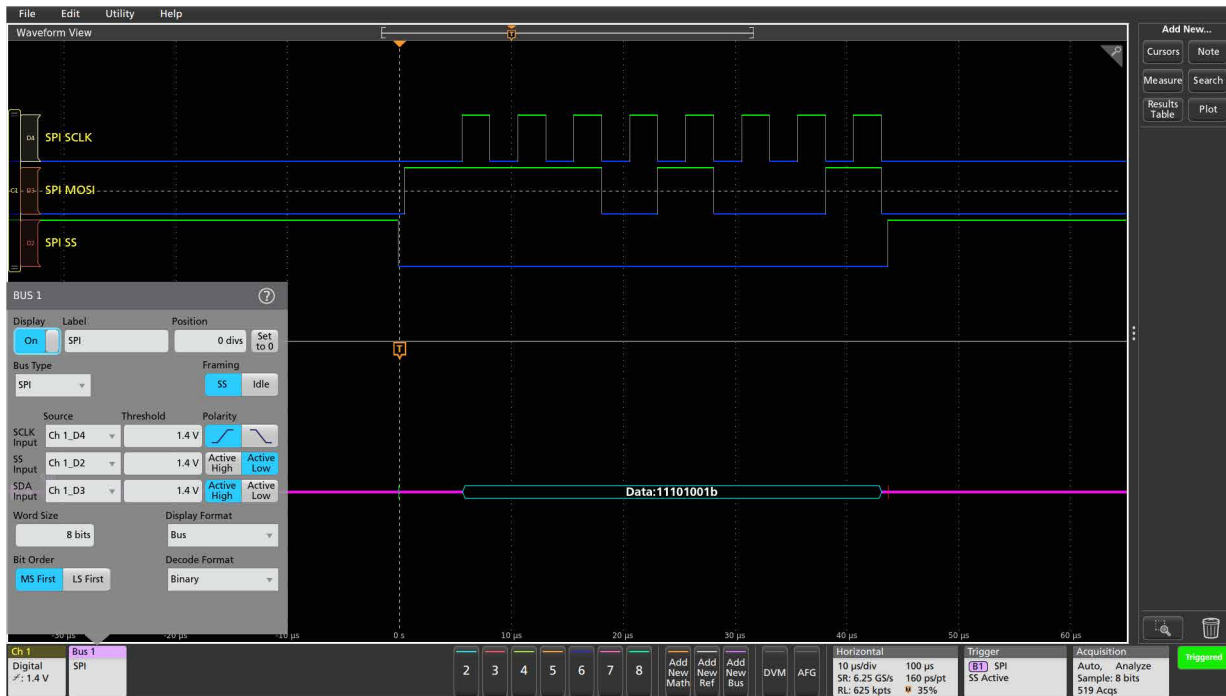 File Edit Utility Help
Waveform View
Add New...
Cursors Note
Measure Search
Results Table Plot
D4 SPI SCLK
C1 D3 SPI MOSI
D2 SPI SS
BUS 1 ?
Display Label Position
On SPI 0 divs Set to 0
Bus Type Framing
SPI SS Idle
Source Threshold Polarity
SCLK Input Ch 1_D4 1.4 V
SS Input Ch 1_D2 1.4 V Active High Active Low
SDA Input Ch 1_D3 1.4 V Active High Active Low
Data:11101001b
Word Size Display Format
8 bits Bus
Bit Order Decode Format
MS First LS First Binary
-30 µs -20 µs -10 µs 0 s 10 µs 20 µs 30 µs 40 µs 50 µs 60 µs
Ch 1
Digital
1.4 V
Bus 1
SPI
2 3 4 5 6 7 8
Add New Math
Add New Ref
Add New Bus
DVM AFG
Horizontal
10 µs/div 100 µs
SR: 6.25 GS/s 160 ps/pt
RL: 625 kpts 35%
Trigger
B1 SPI
SS Active
Acquisition
Auto, Analyze
Sample: 8 bits
519 Acqs
Triggered